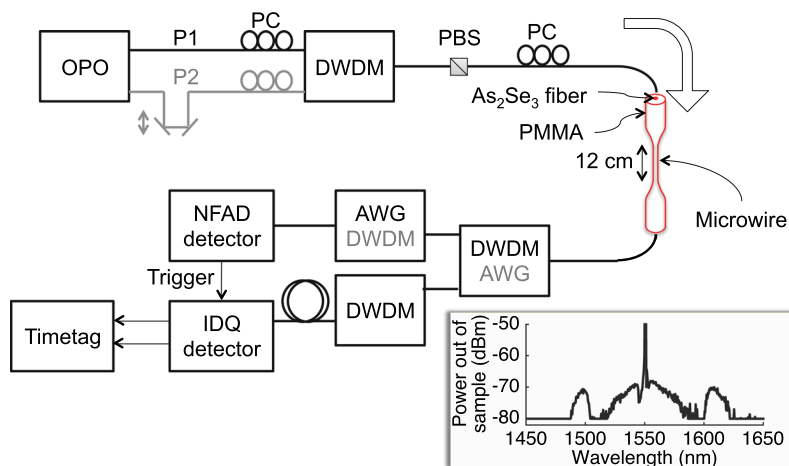 P1
PC
OPO
P2
DWDM
PBS
PC
As2Se3 fiber
PMMA
12 cm
Microwire
NFAD
detector
AWG
DWDM
DWDM
AWG
Trigger
Timetag
IDQ
detector
DWDM
Power out of
sample (dBm)
-50
-60
-70
-80
1450 1500 1550 1600 1650
Wavelength (nm)